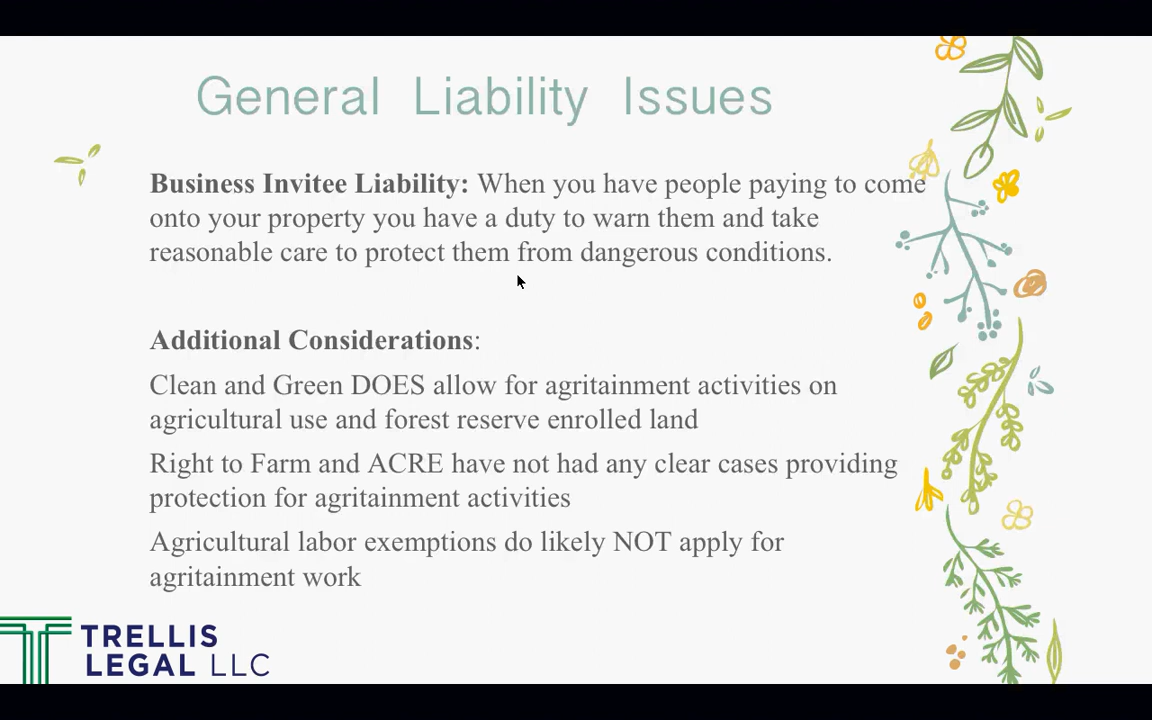 General Liability Issues
Business Invitee Liability: When you have people paying to come
onto your property you have a duty to warn them and take
reasonable care to protect them from dangerous conditions.
Additional Considerations:
Clean and Green DOES allow for agritainment activities on
agricultural use and forest reserve enrolled land
Right to Farm and ACRE have not had any clear cases providing
protection for agritainment activities
Agricultural labor exemptions do likely NOT apply for
agritainment work
TRELLIS
LEGAL LLC